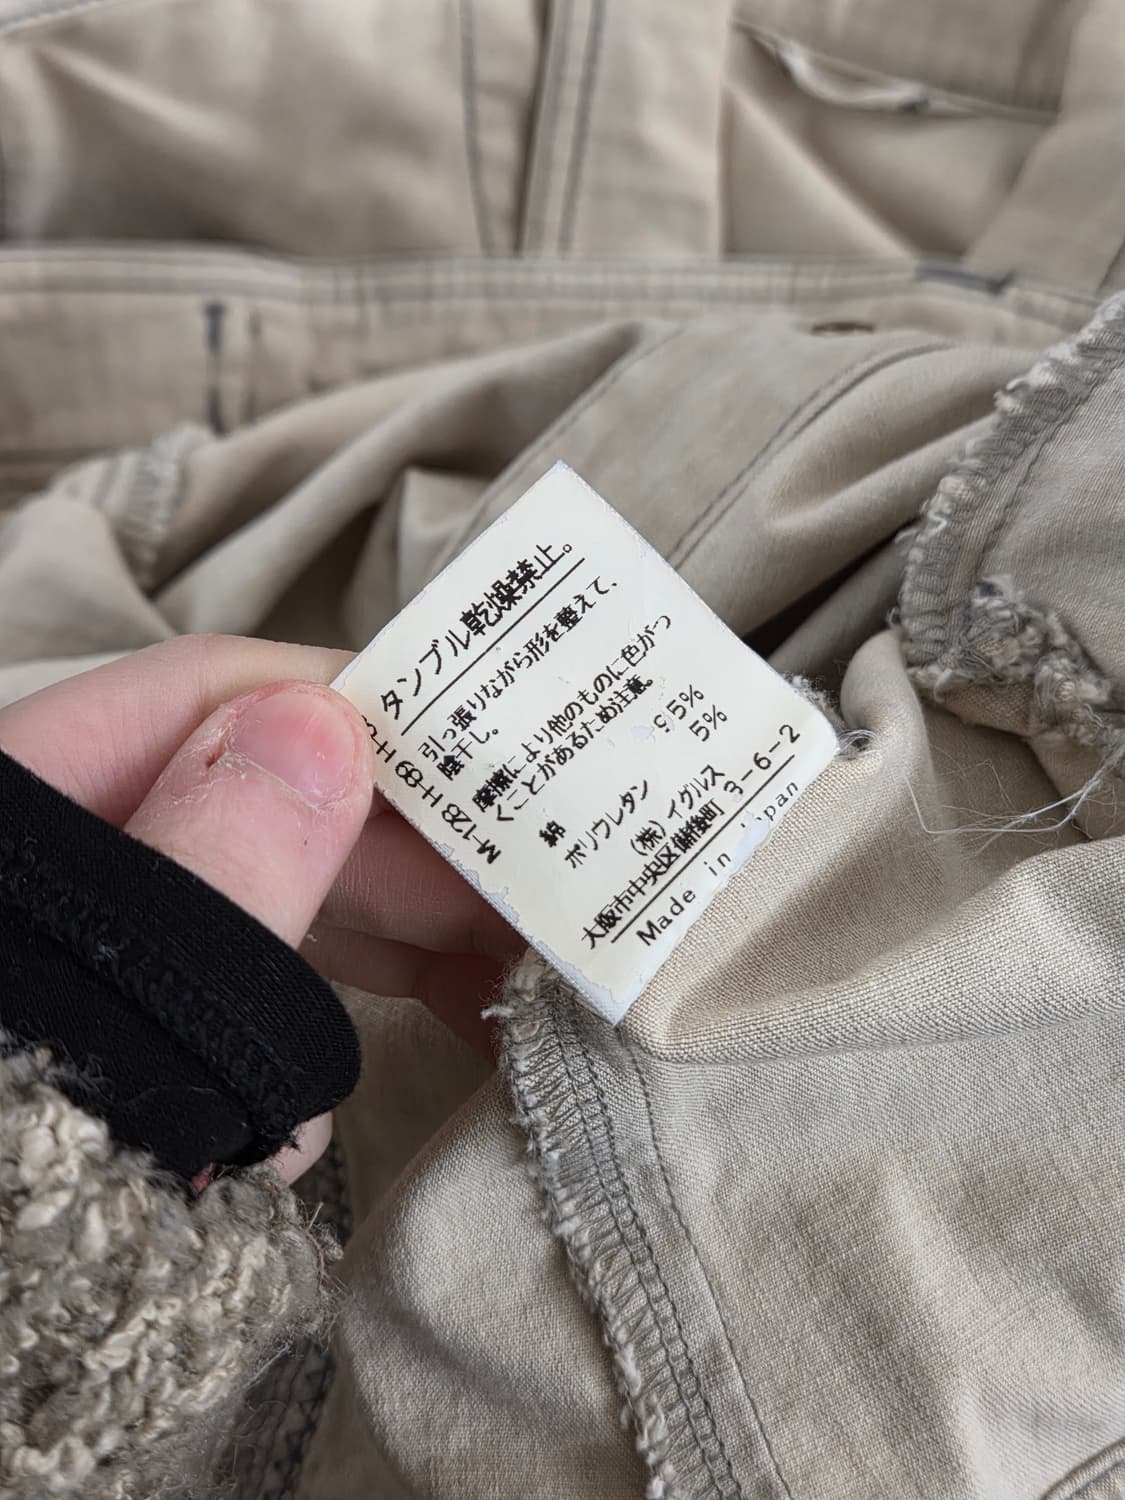 タンブル乾燥禁止。
引っ張りながら形を整えて、
陰干し。
摩擦により他のものに色がつ
くことがあるため注意。
綿 95%
ポリウレタン 5%
(株)イグルス
大阪市中央区備後町 3-6-2
Made in pan